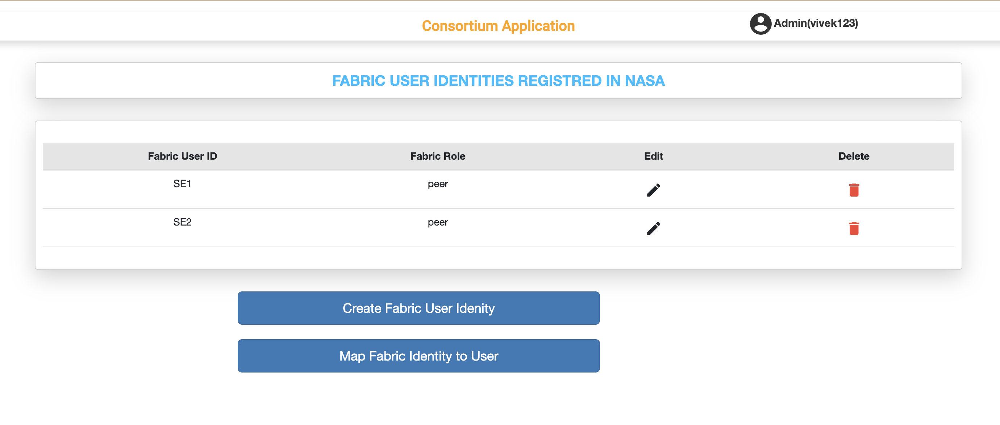 Consortium Application
Admin(vivek123)
FABRIC USER IDENTITIES REGISTRED IN NASA
Fabric User ID Fabric Role Edit Delete
SE1 peer
SE2 peer
Create Fabric User Idenity
Map Fabric Identity to User